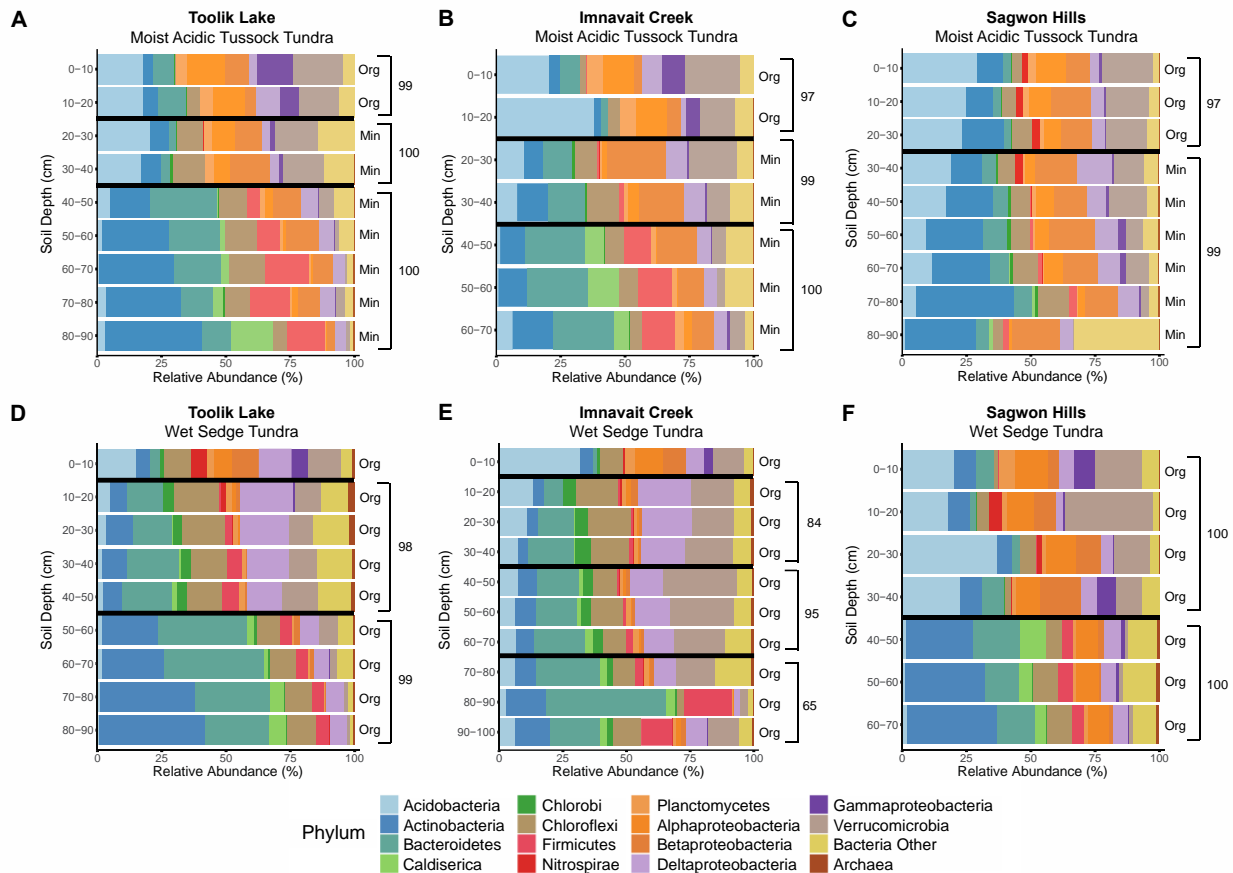 A
Toolik Lake
Moist Acidic Tussock Tundra
Soil Depth (cm)
0−10 Org
10−20 Org
20−30 Min
30−40 Min
40−50 Min
50−60 Min
60−70 Min
70−80 Min
80−90 Min
99
100
100
0 25 50 75 100
Relative Abundance (%)
B
Imnavait Creek
Moist Acidic Tussock Tundra
Soil Depth (cm)
0−10 Org
10−20 Org
20−30 Min
30−40 Min
40−50 Min
50−60 Min
60−70 Min
97
99
100
0 25 50 75 100
Relative Abundance (%)
C
Sagwon Hills
Moist Acidic Tussock Tundra
Soil Depth (cm)
0−10 Org
10−20 Org
20−30 Org
30−40 Min
40−50 Min
50−60 Min
60−70 Min
70−80 Min
80−90 Min
97
99
0 25 50 75 100
Relative Abundance (%)
D
Toolik Lake
Wet Sedge Tundra
Soil Depth (cm)
0−10 Org
10−20 Org
20−30 Org
30−40 Org
40−50 Org
50−60 Org
60−70 Org
70−80 Org
80−90 Org
98
99
0 25 50 75 100
Relative Abundance (%)
E
Imnavait Creek
Wet Sedge Tundra
Soil Depth (cm)
0−10 Org
10−20 Org
20−30 Org
30−40 Org
40−50 Org
50−60 Org
60−70 Org
70−80 Org
80−90 Org
90−100 Org
84
95
65
0 25 50 75 100
Relative Abundance (%)
F
Sagwon Hills
Wet Sedge Tundra
Soil Depth (cm)
0−10 Org
10−20 Org
20−30 Org
30−40 Org
40−50 Org
50−60 Org
60−70 Org
100
100
0 25 50 75 100
Relative Abundance (%)
Phylum
Acidobacteria Chlorobi Planctomycetes Gammaproteobacteria
Actinobacteria Chloroflexi Alphaproteobacteria Verrucomicrobia
Bacteroidetes Firmicutes Betaproteobacteria Bacteria Other
Caldiserica Nitrospirae Deltaproteobacteria Archaea